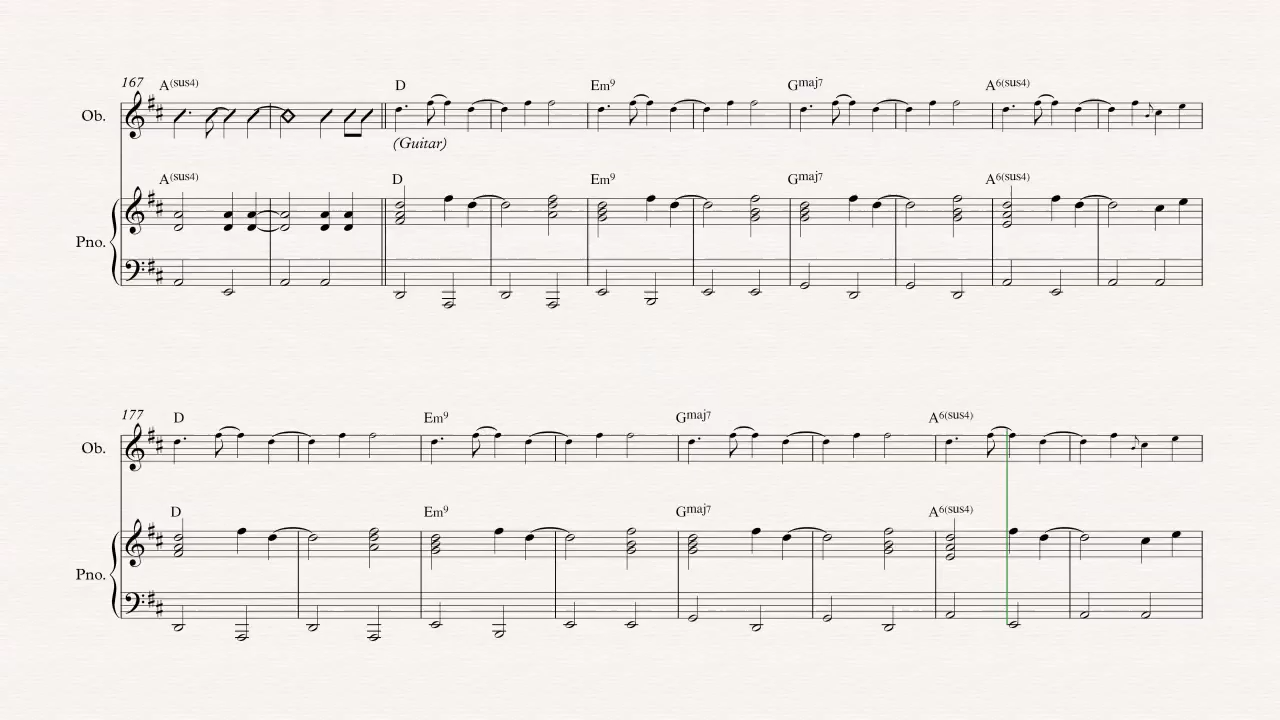 167 A(sus4) D Em9 Gmaj7 A6(sus4)
Ob.
(Guitar)
A(sus4) D Em9 Gmaj7 A6(sus4)
Pno.
177 D Em9 Gmaj7 A6(sus4)
Ob.
D Em9 Gmaj7 A6(sus4)
Pno.